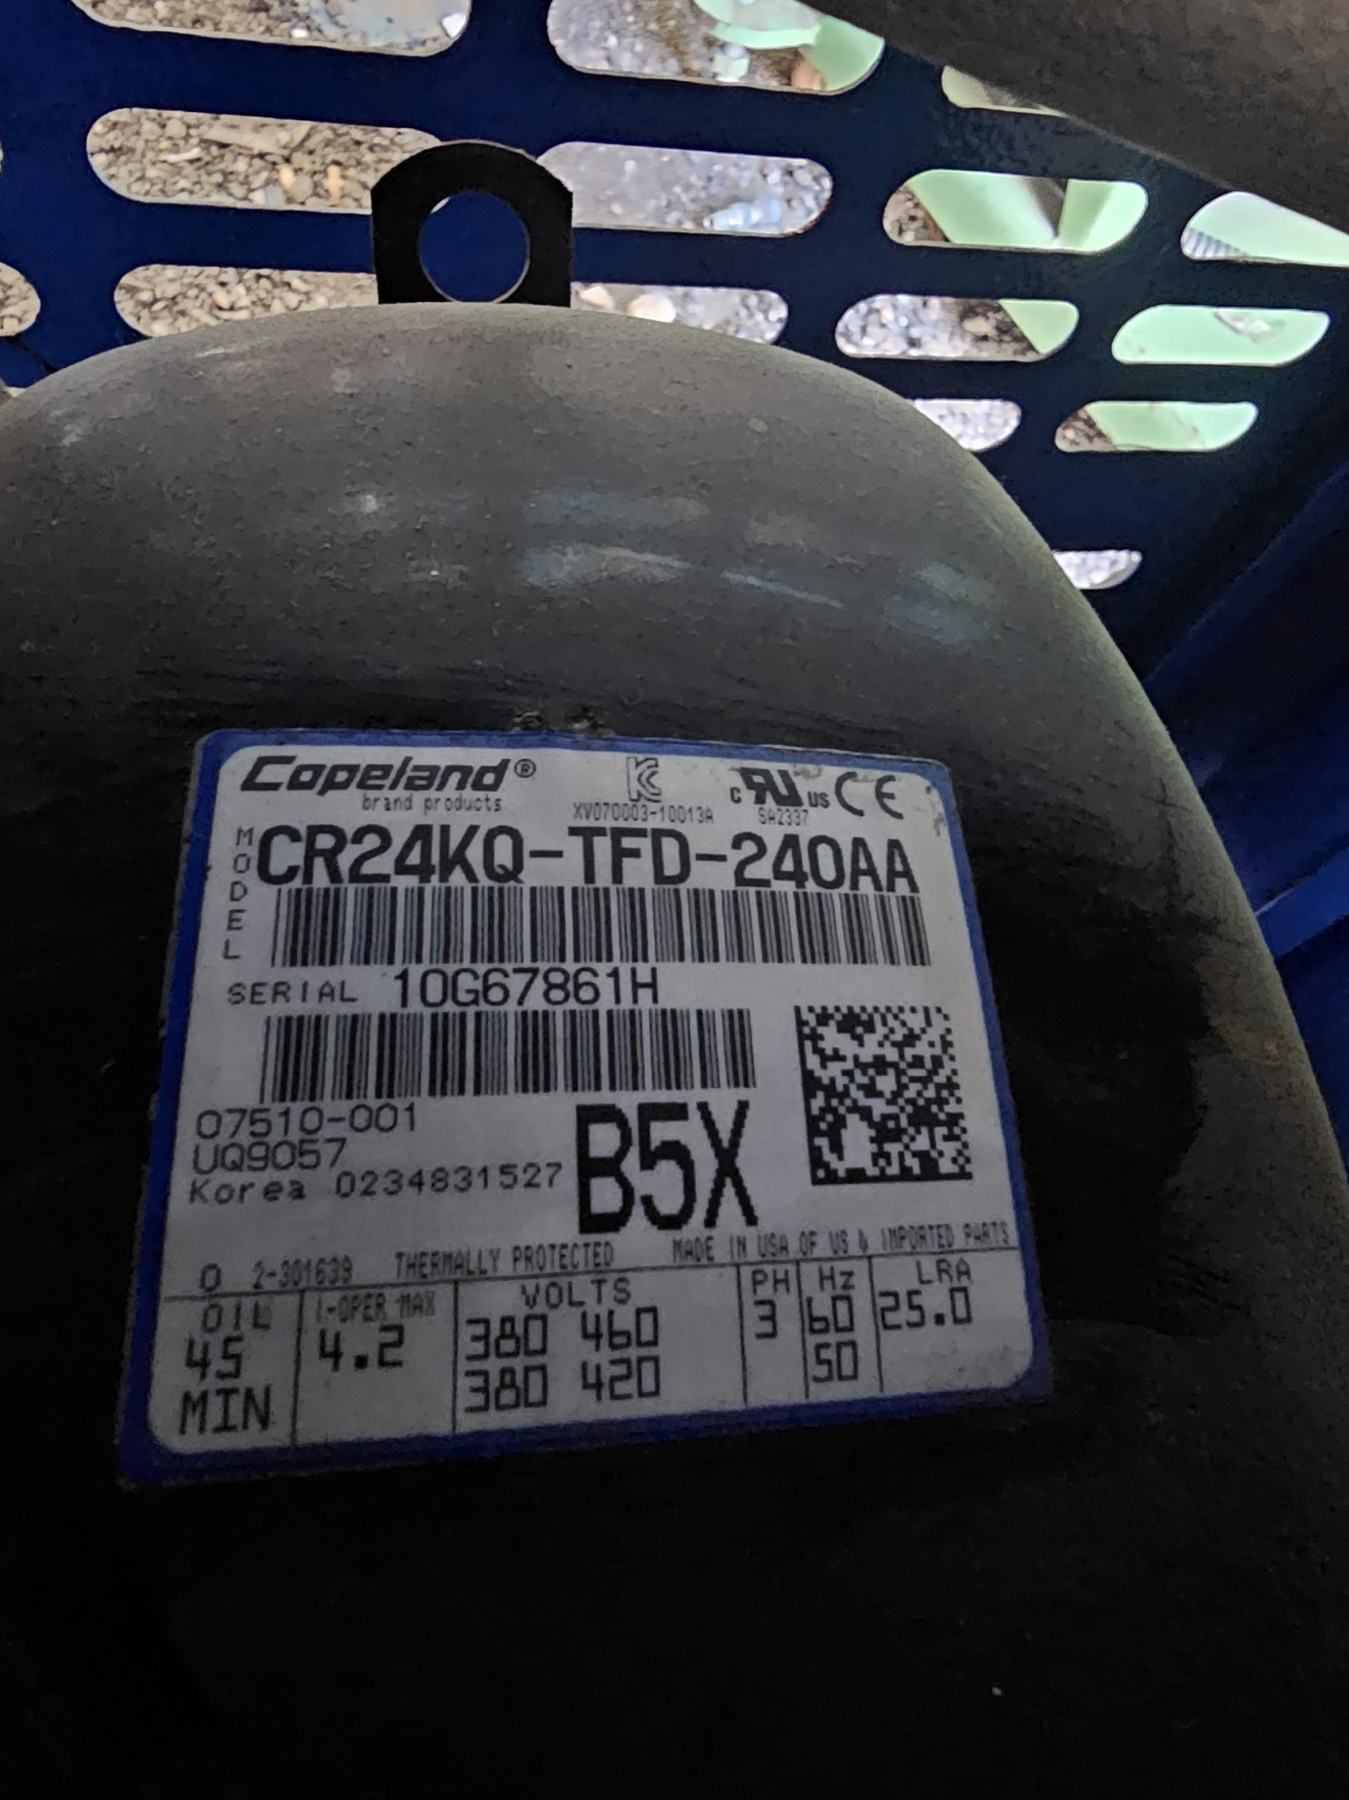 Copeland®
brand products
KC
XV070003-10013A
c RU us
SA2337
CE
MODEL
CR24KQ-TFD-240AA
SERIAL 10G67861H
07510-001
UQ9057
Korea 0234831527
B5X
O 2-301639 THERMALLY PROTECTED MADE IN USA OF US & IMPORTED PARTS
OIL 45 MIN
I-OPER MAX 4.2
VOLTS
380 460
380 420
PH 3
Hz 60 50
LRA 25.0